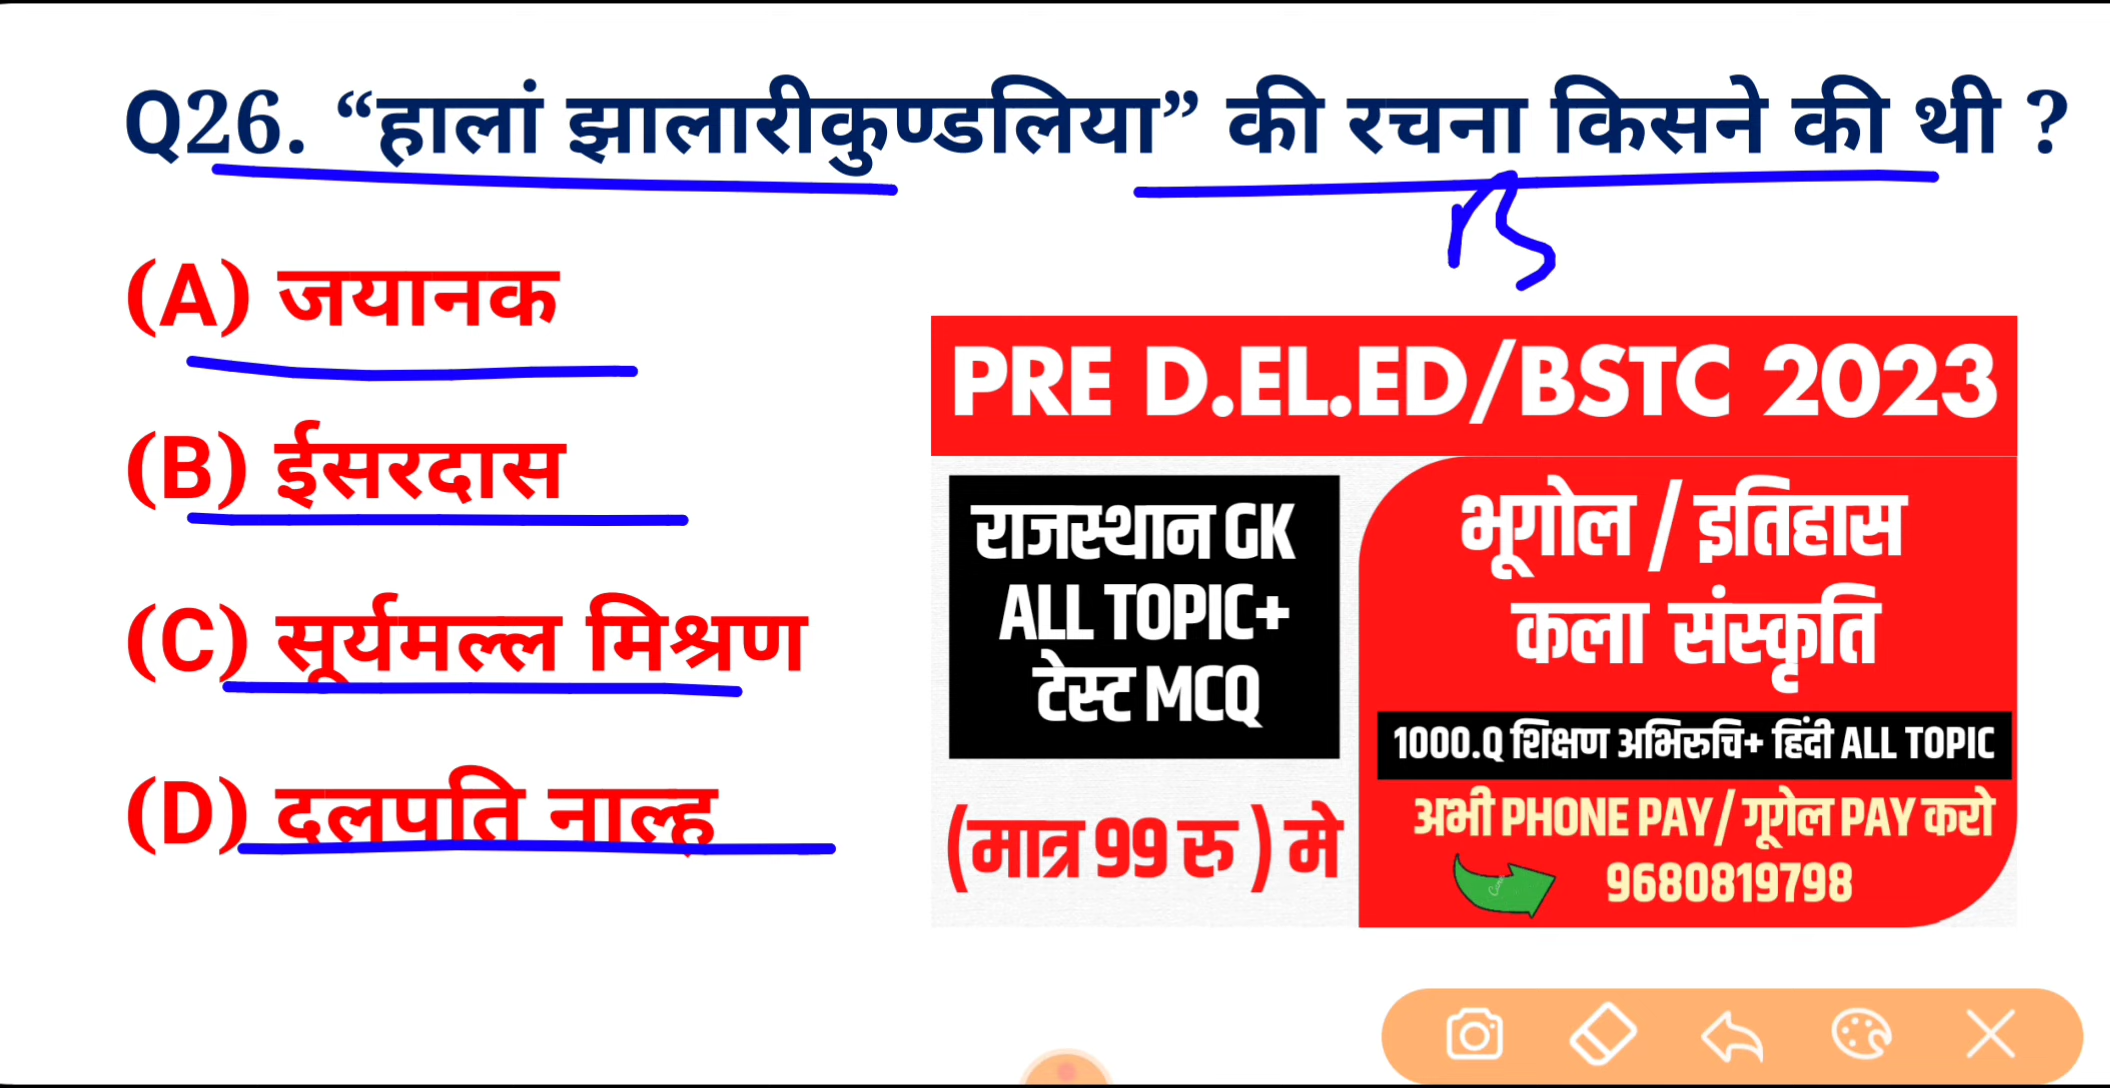 Q26. “हालां झालारीकुण्डलिया” की रचना किसने की थी ?
B
(A) जयानक
(B) ईसरदास
(C) सूर्यमल्ल मिश्रण
(D) दलपति नाल्ह
PRE D.EL.ED/BSTC 2023
राजस्थान GK
ALL TOPIC+
टेस्ट MCQ
(मात्र 99 रु ) मे
भूगोल / इतिहास
कला संस्कृति
1000.Q शिक्षण अभिरुचि+ हिंदी ALL TOPIC
अभी PHONE PAY/ गूगेल PAY करो
9680819798